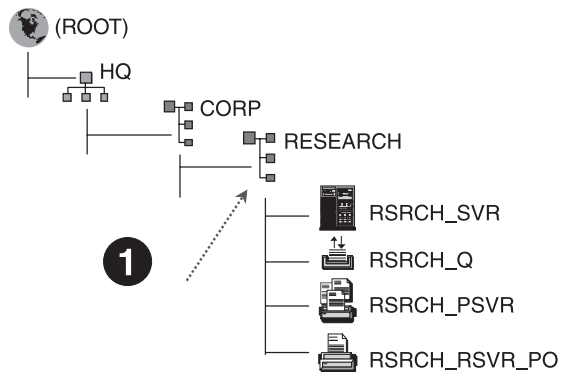 (ROOT)
HQ
CORP
RESEARCH
RSRCH_SVR
1
RSRCH_Q
RSRCH_PSVR
RSRCH_RSVR_PO